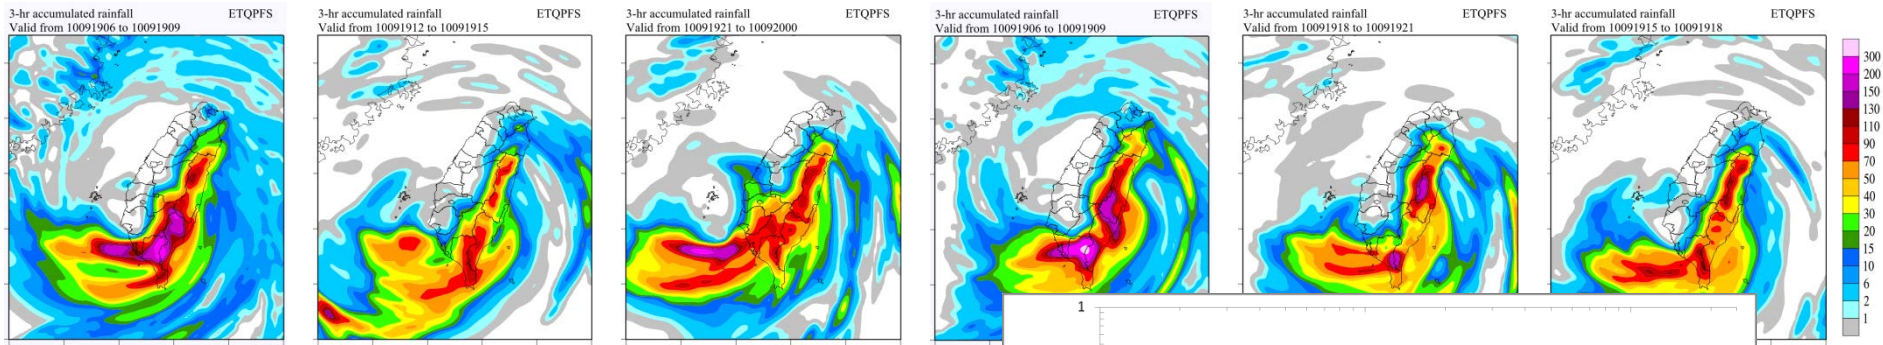 3-hr accumulated rainfall ETQPFS
Valid from 10091906 to 10091909
3-hr accumulated rainfall ETQPFS
Valid from 10091912 to 10091915
3-hr accumulated rainfall ETQPFS
Valid from 10091921 to 10092000
3-hr accumulated rainfall ETQPFS
Valid from 10091906 to 10091909
3-hr accumulated rainfall ETQPFS
Valid from 10091918 to 10091921
3-hr accumulated rainfall ETQPFS
Valid from 10091915 to 10091918
300
200
150
130
110
90
70
50
40
30
20
15
10
6
2
1
1